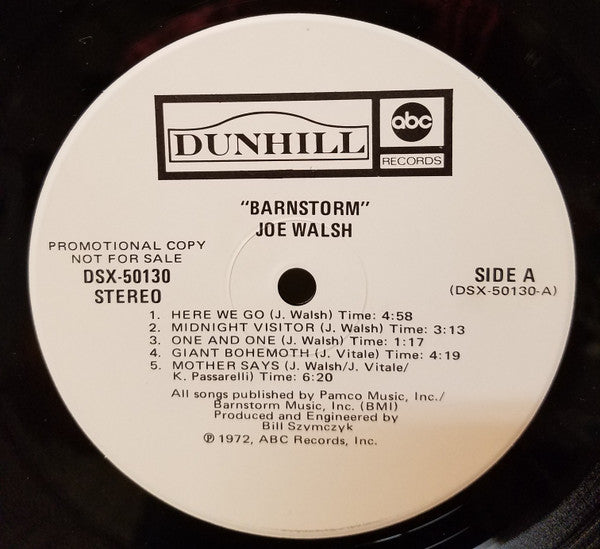 DUNHILL
abc
RECORDS
"BARNSTORM"
JOE WALSH
PROMOTIONAL COPY
NOT FOR SALE
DSX-50130
STEREO
SIDE A
(DSX-50130-A)
1. HERE WE GO (J. Walsh) Time: 4:58
2. MIDNIGHT VISITOR (J. Walsh) Time: 3:13
3. ONE AND ONE (J. Walsh) Time: 1:17
4. GIANT BOHEMOTH (J. Vitale) Time: 4:19
5. MOTHER SAYS (J. Walsh/J. Vitale/
K. Passarelli) Time: 6:20
All songs published by Pamco Music, Inc./
Barnstorm Music, Inc. (BMI)
Produced and Engineered by
Bill Szymczyk
℗ 1972, ABC Records, Inc.